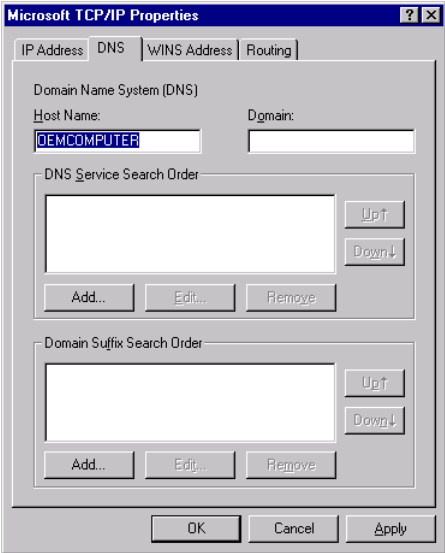 Microsoft TCP/IP Properties
IP Address DNS WINS Address Routing
Domain Name System (DNS)
Host Name: Domain:
OEMCOMPUTER
DNS Service Search Order
Up↑
Down↓
Add... Edit... Remove
Domain Suffix Search Order
Up↑
Down↓
Add... Edit... Remove
OK Cancel Apply